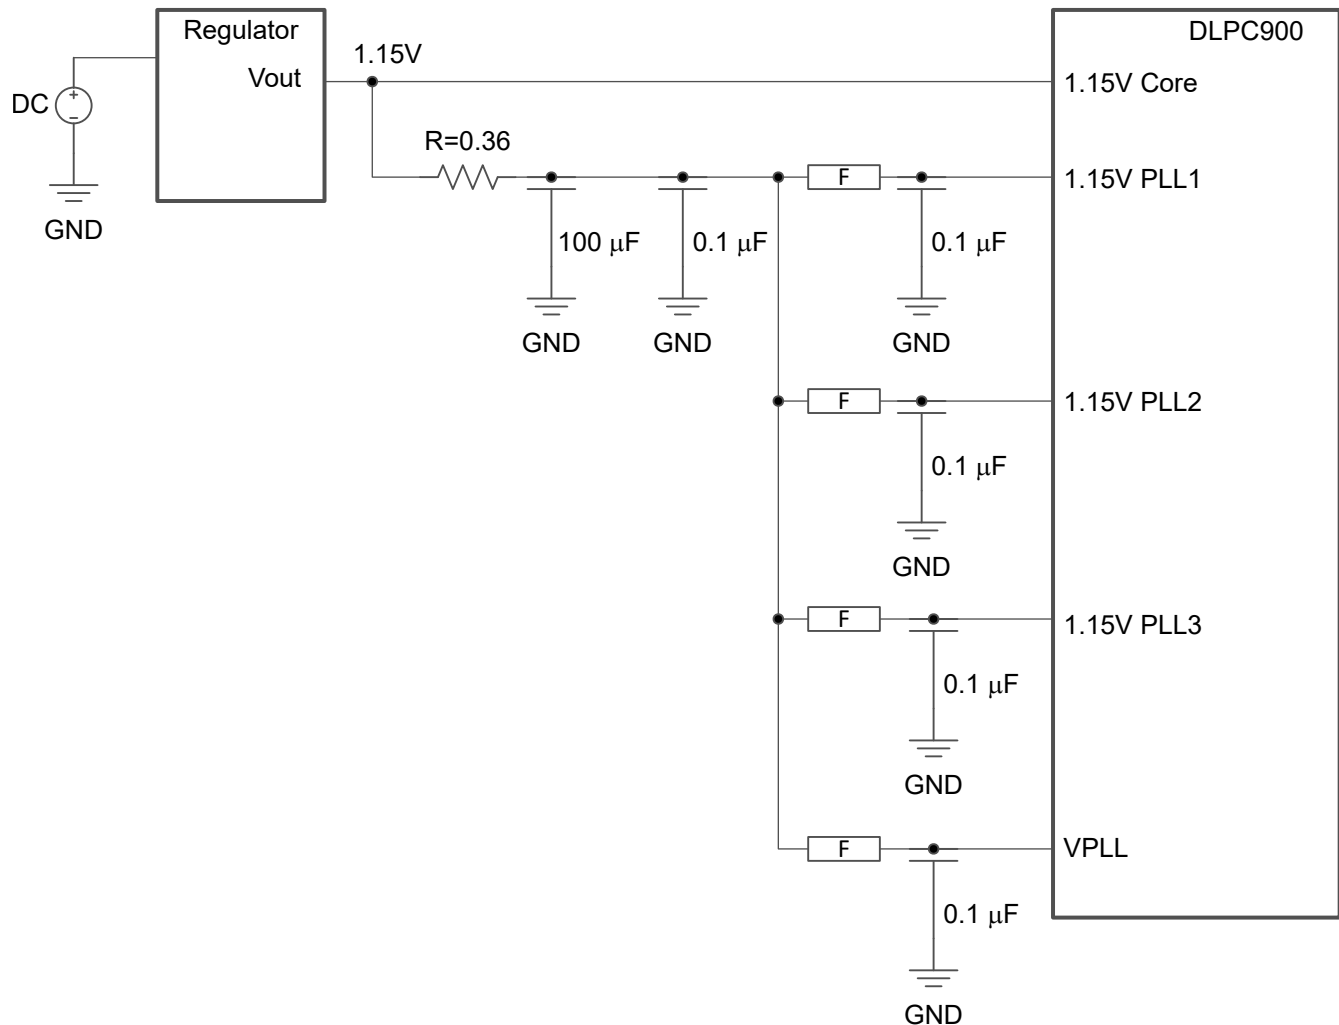 Regulator
DLPC900
1.15V
Vout
1.15V Core
DC
+
−
R=0.36
F
1.15V PLL1
GND
100 μF
0.1 μF
0.1 μF
GND
GND
GND
F
1.15V PLL2
0.1 μF
GND
F
1.15V PLL3
0.1 μF
GND
F
VPLL
0.1 μF
GND